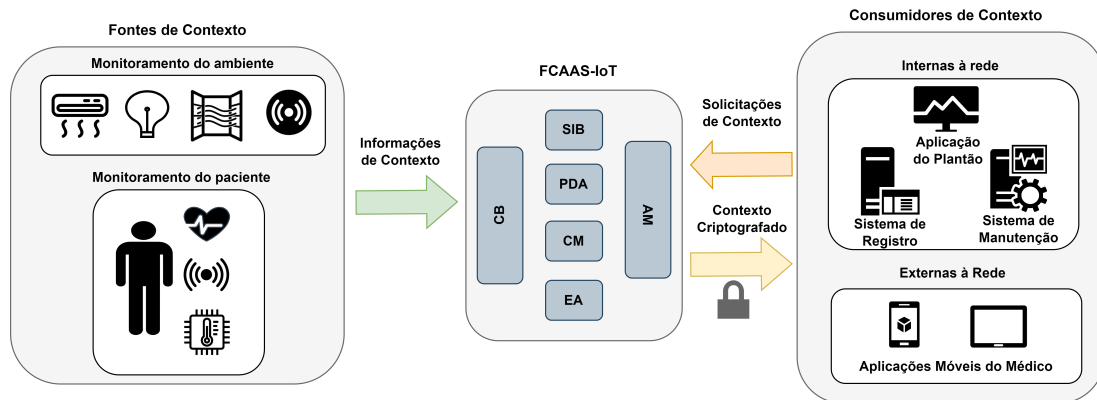 Fontes de Contexto
Monitoramento do ambiente
Monitoramento do paciente
Informações
de Contexto
FCAAS-IoT
CB
SIB
PDA
CM
EA
AM
Solicitações
de Contexto
Contexto
Criptografado
Consumidores de Contexto
Internas à rede
Aplicação
do Plantão
Sistema de
Registro
Sistema de
Manutenção
Externas à Rede
Aplicações Móveis do Médico